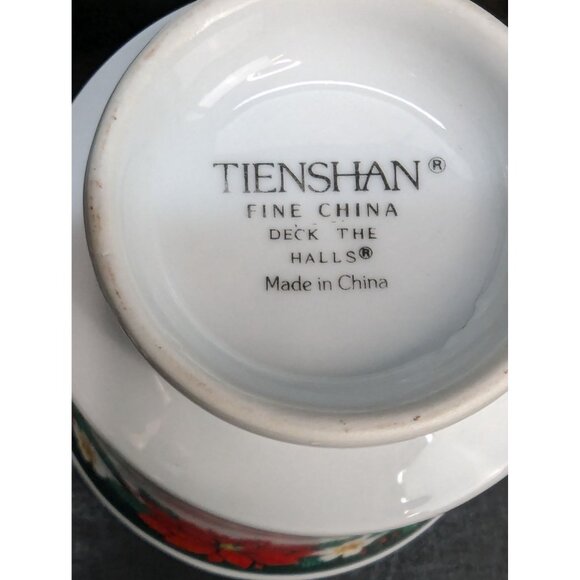 TIENSHAN®
FINE CHINA
DECK THE
HALLS®
Made in China